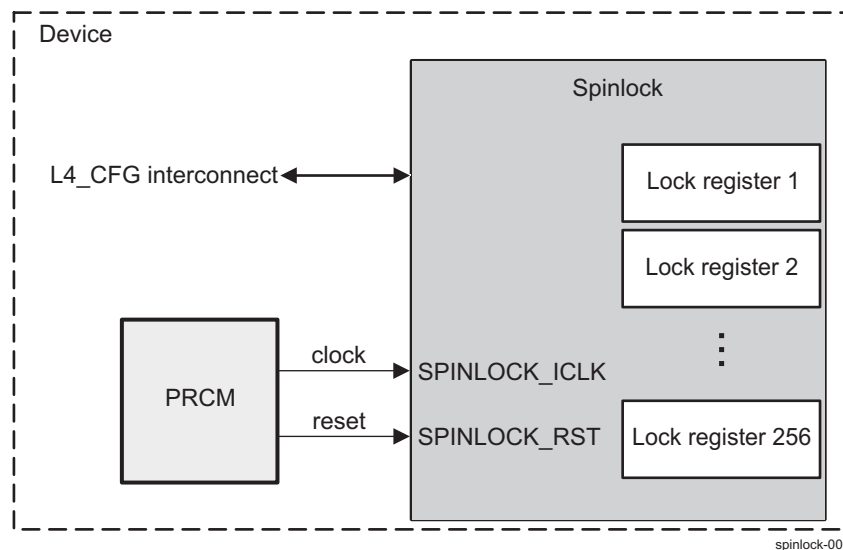 Device
Spinlock
L4_CFG interconnect
Lock register 1
Lock register 2
⋮
PRCM
clock
SPINLOCK_ICLK
reset
SPINLOCK_RST
Lock register 256
spinlock-00